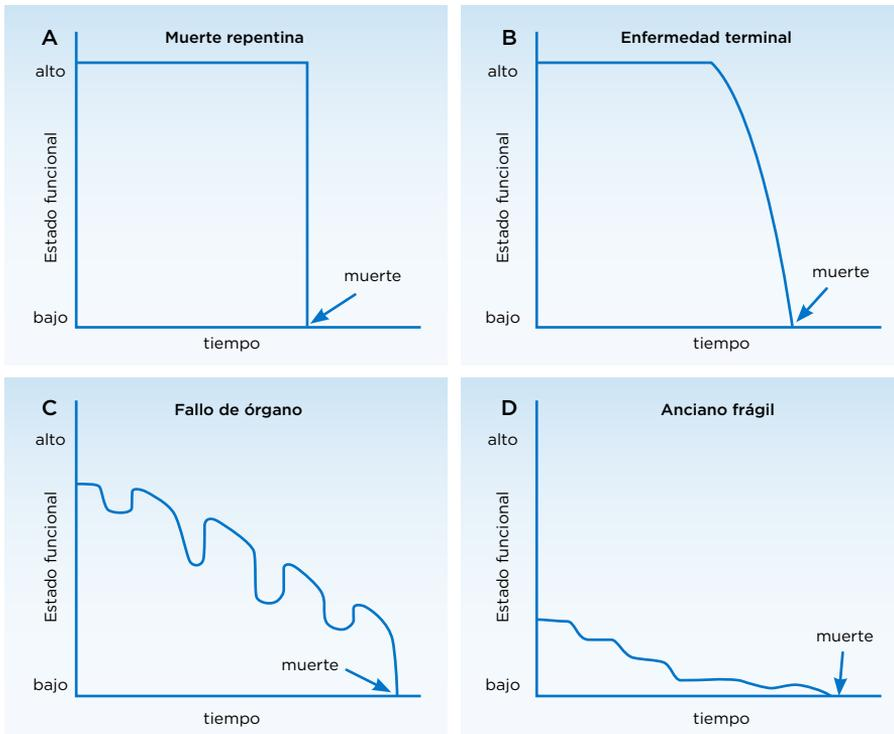 A
Muerte repentina
alto
Estado funcional
muerte
bajo
tiempo
B
Enfermedad terminal
alto
Estado funcional
muerte
bajo
tiempo
C
Fallo de órgano
alto
Estado funcional
muerte
bajo
tiempo
D
Anciano frágil
alto
Estado funcional
muerte
bajo
tiempo